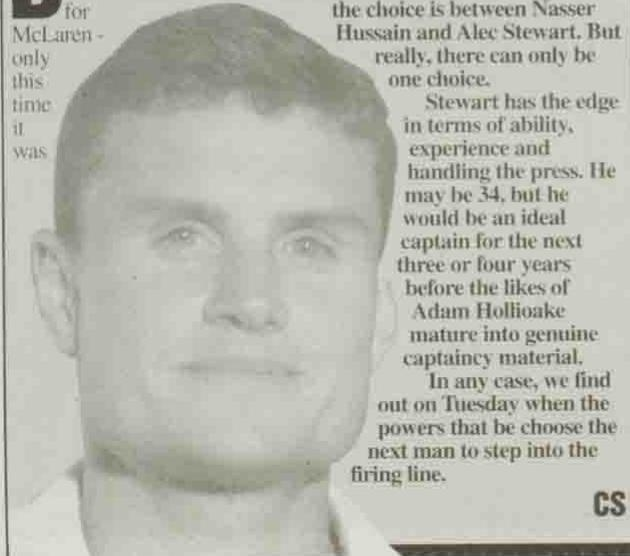 for
McLaren -
only
this
time
it
was
the choice is between Nasser
Hussain and Alec Stewart. But
really, there can only be
one choice.
Stewart has the edge
in terms of ability,
experience and
handling the press. He
may be 34, but he
would be an ideal
captain for the next
three or four years
before the likes of
Adam Hollioake
mature into genuine
captaincy material.
In any case, we find
out on Tuesday when the
powers that be choose the
next man to step into the
firing line.
CS